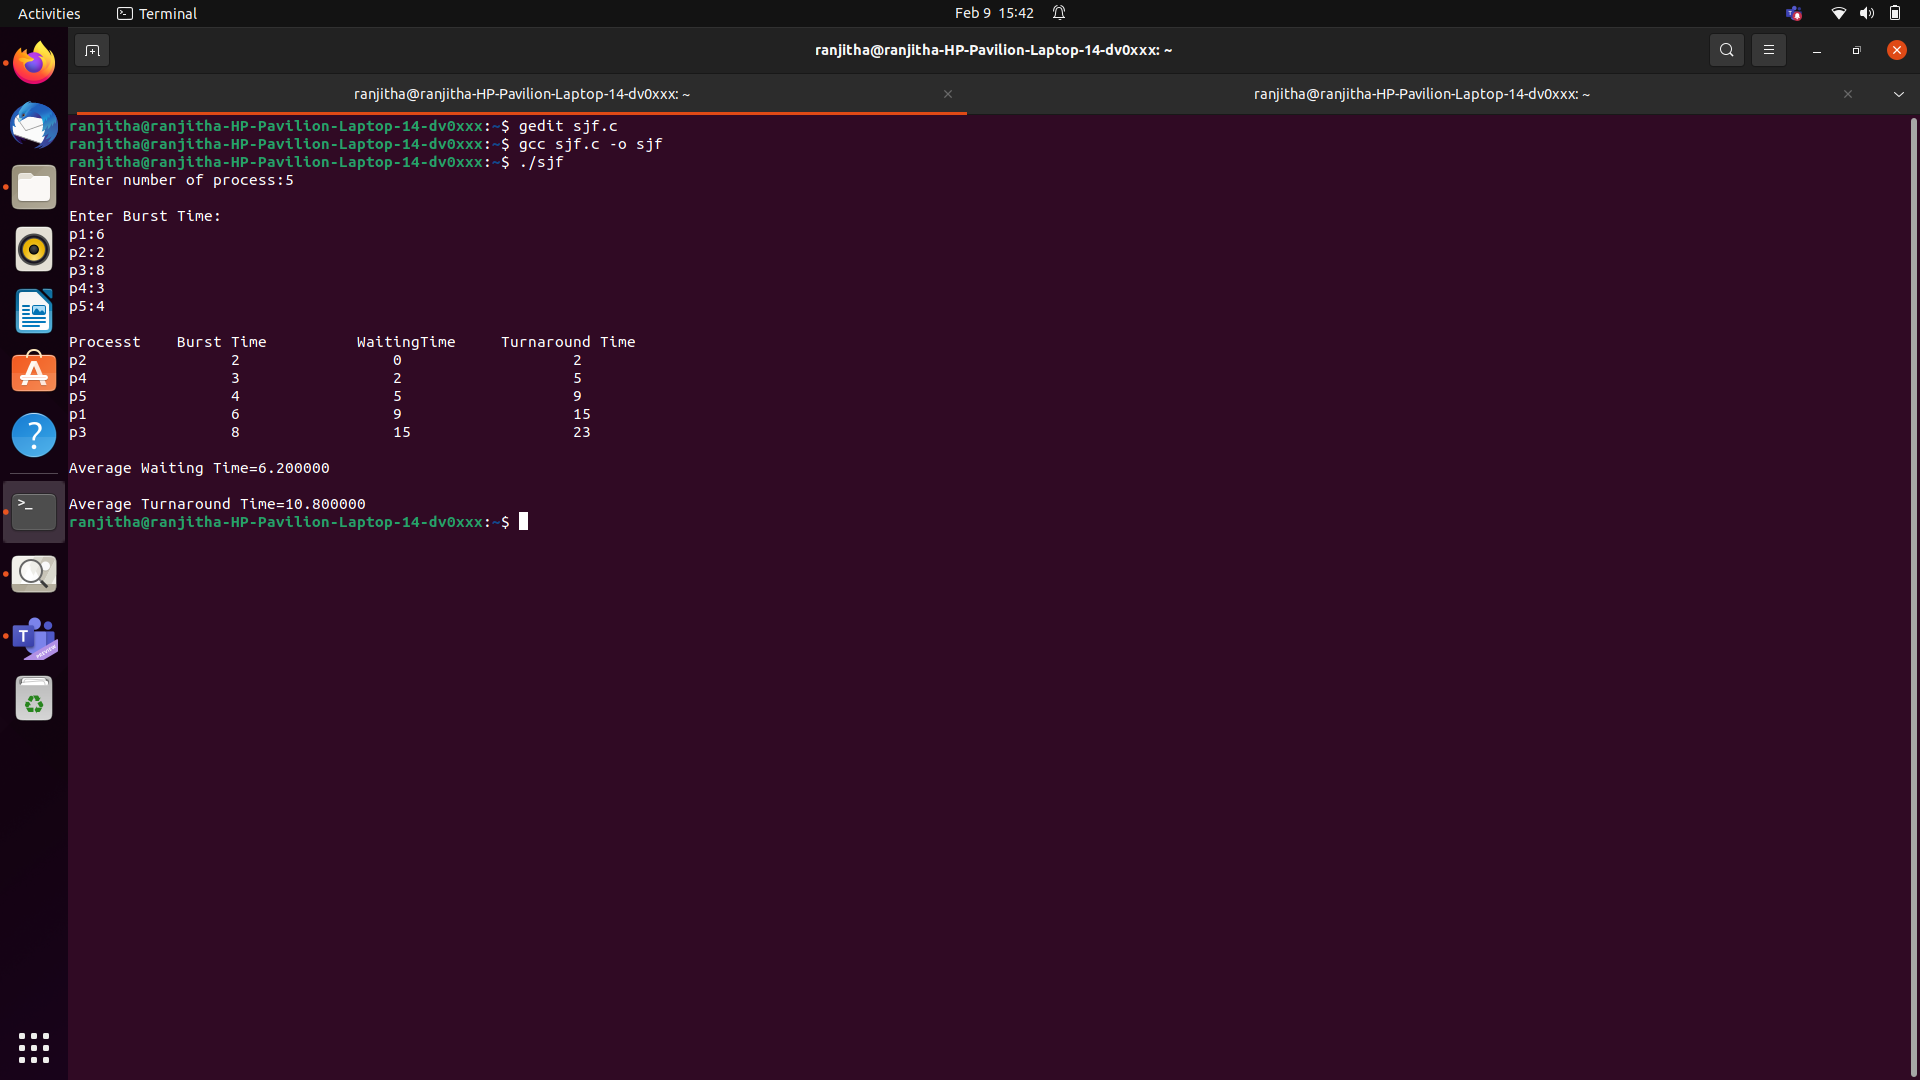 Activities
Terminal
Feb 9 15:42
ranjitha@ranjitha-HP-Pavilion-Laptop-14-dv0xxx: ~
ranjitha@ranjitha-HP-Pavilion-Laptop-14-dv0xxx: ~
ranjitha@ranjitha-HP-Pavilion-Laptop-14-dv0xxx: ~
ranjitha@ranjitha-HP-Pavilion-Laptop-14-dv0xxx:~$ gedit sjf.c
ranjitha@ranjitha-HP-Pavilion-Laptop-14-dv0xxx:~$ gcc sjf.c -o sjf
ranjitha@ranjitha-HP-Pavilion-Laptop-14-dv0xxx:~$ ./sjf
Enter number of process:5
Enter Burst Time:
p1:6
p2:2
p3:8
p4:3
p5:4
Processt    Burst Time          WaitingTime     Turnaround Time
p2                2                 0                   2
p4                3                 2                   5
p5                4                 5                   9
p1                6                 9                   15
p3                8                 15                  23
Average Waiting Time=6.200000
Average Turnaround Time=10.800000
ranjitha@ranjitha-HP-Pavilion-Laptop-14-dv0xxx:~$